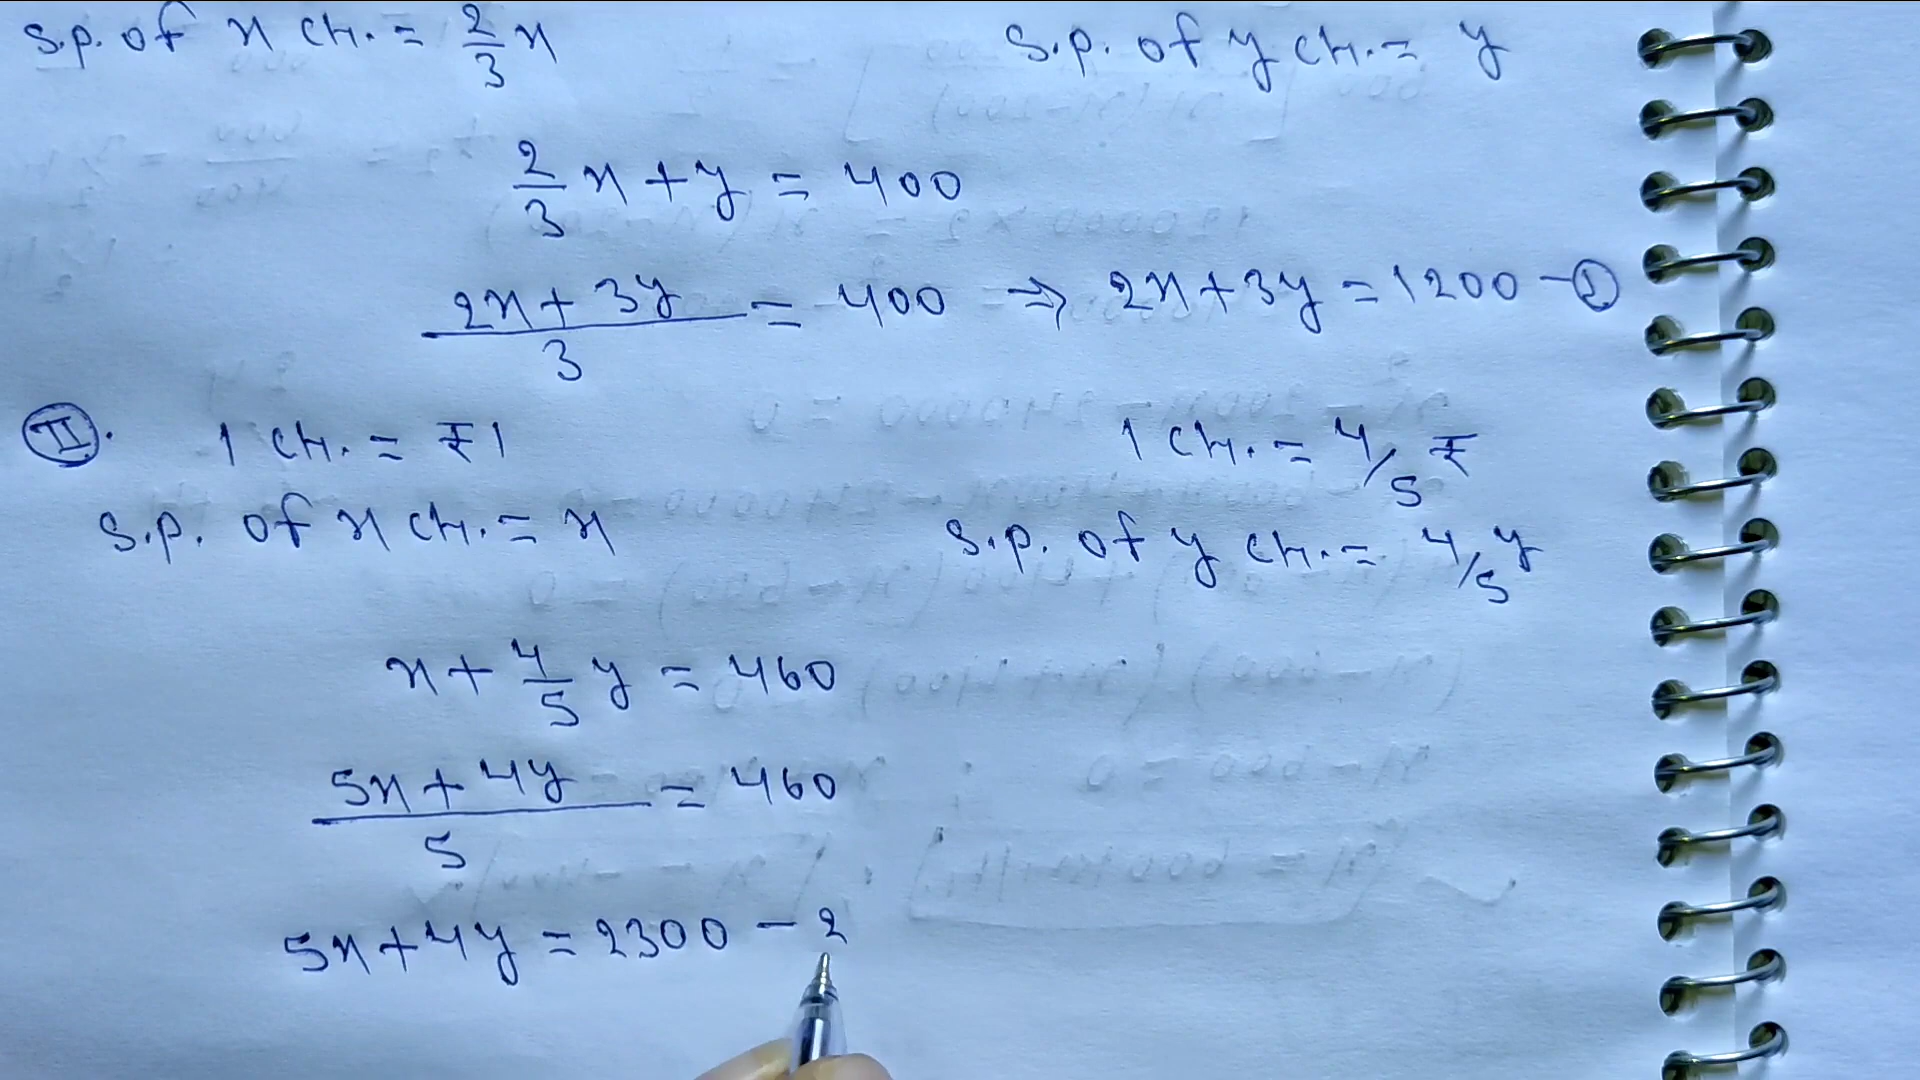 S.p. of x ch. = 2/3 x
S.p. of y ch. = y
2/3 x + y = 400
2x + 3y / 3 = 400 ⇒ 2x + 3y = 1200 - ①
II. 1 ch. = ₹1
1 ch. = 4/5 ₹
S.p. of x ch. = x
S.p. of y ch. = 4/5 y
x + 4/5 y = 460
5x + 4y / 5 = 460
5x + 4y = 2300 - 2